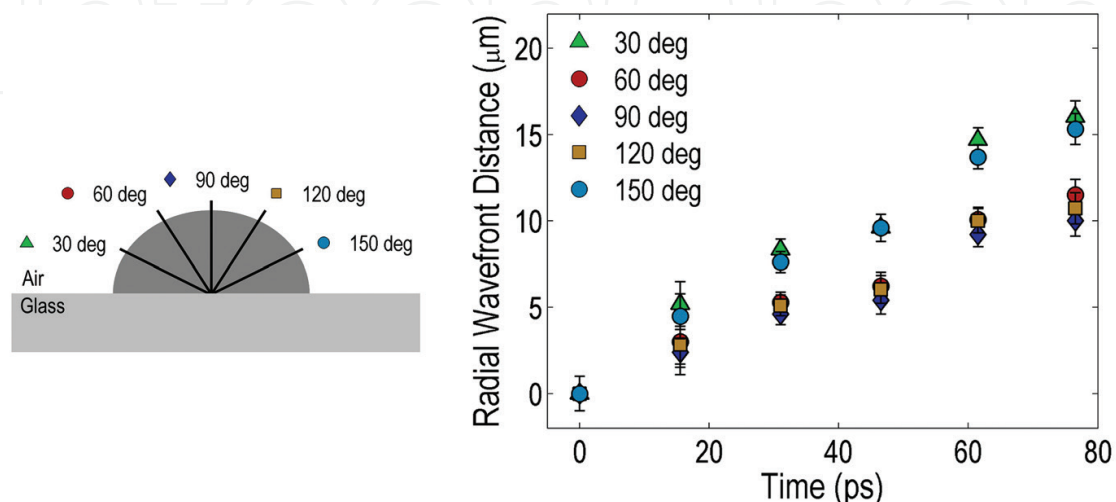 90 deg
60 deg
120 deg
30 deg
150 deg
Air
Glass
Radial Wavefront Distance (μm)
20
15
10
5
0
30 deg
60 deg
90 deg
120 deg
150 deg
0 20 40 60 80
Time (ps)